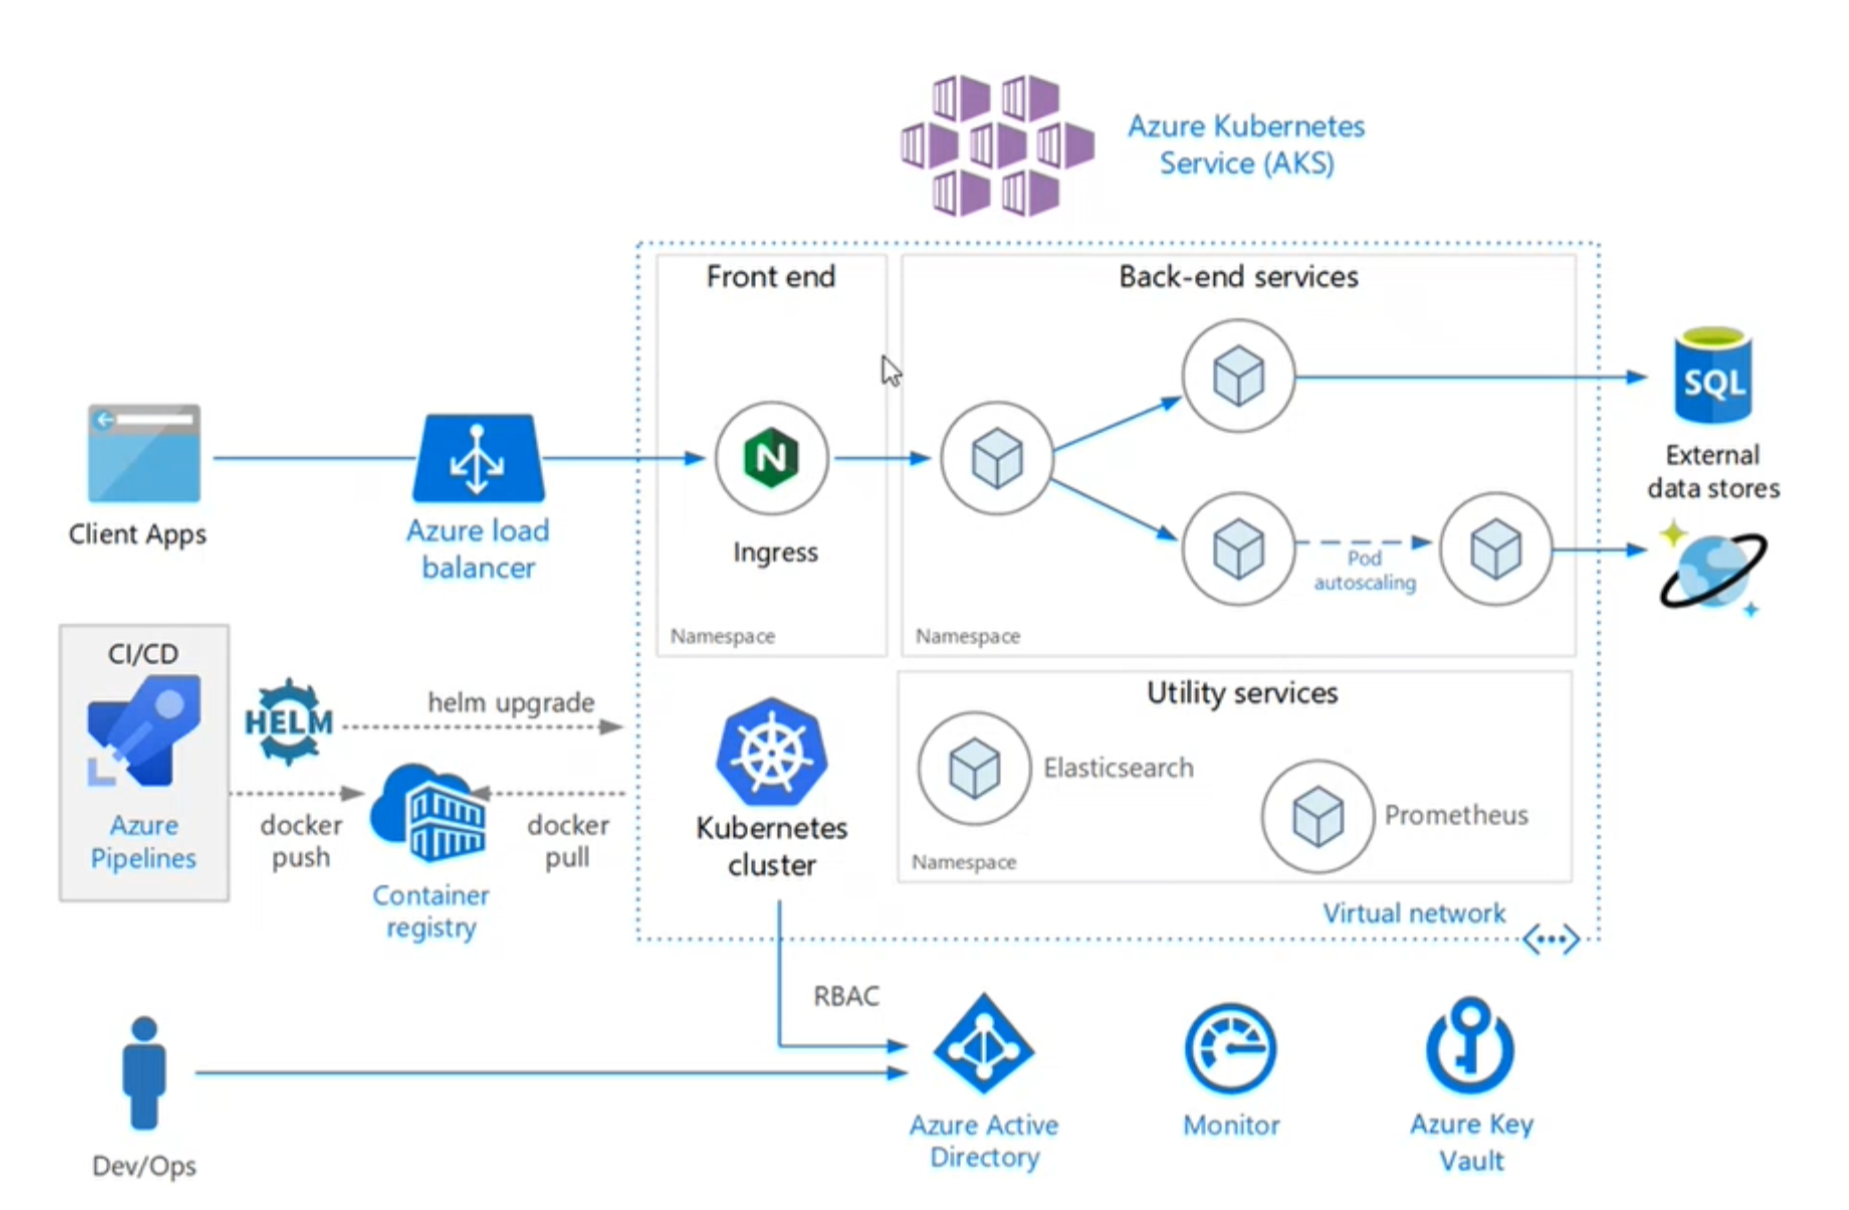 Azure Kubernetes
Service (AKS)
Front end
Back-end services
SQL
External
data stores
N
Client Apps
Azure load
balancer
Ingress
Pod
autoscaling
Namespace
Namespace
CI/CD
HELM
helm upgrade
Azure
Pipelines
docker
push
docker
pull
Container
registry
Kubernetes
cluster
Utility services
Elasticsearch
Prometheus
Namespace
Virtual network
RBAC
Dev/Ops
Azure Active
Directory
Monitor
Azure Key
Vault